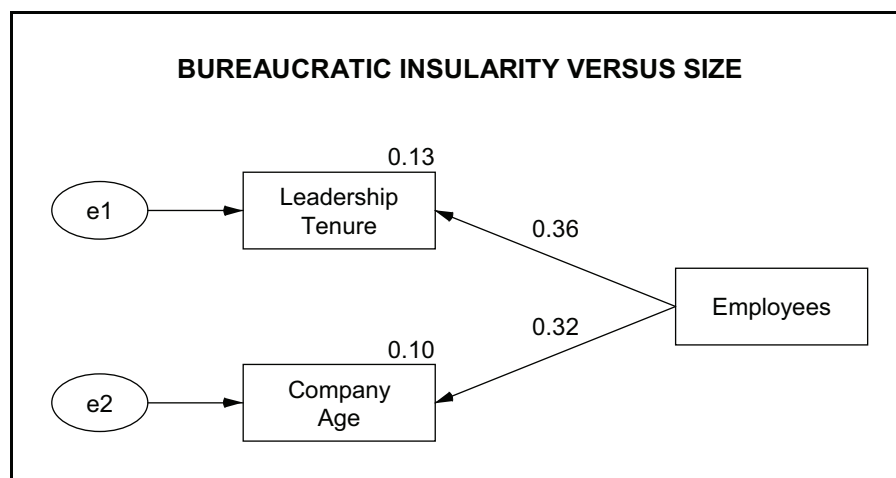 BUREAUCRATIC INSULARITY VERSUS SIZE
0.13
e1
Leadership
Tenure
0.36
Employees
0.32
0.10
e2
Company
Age